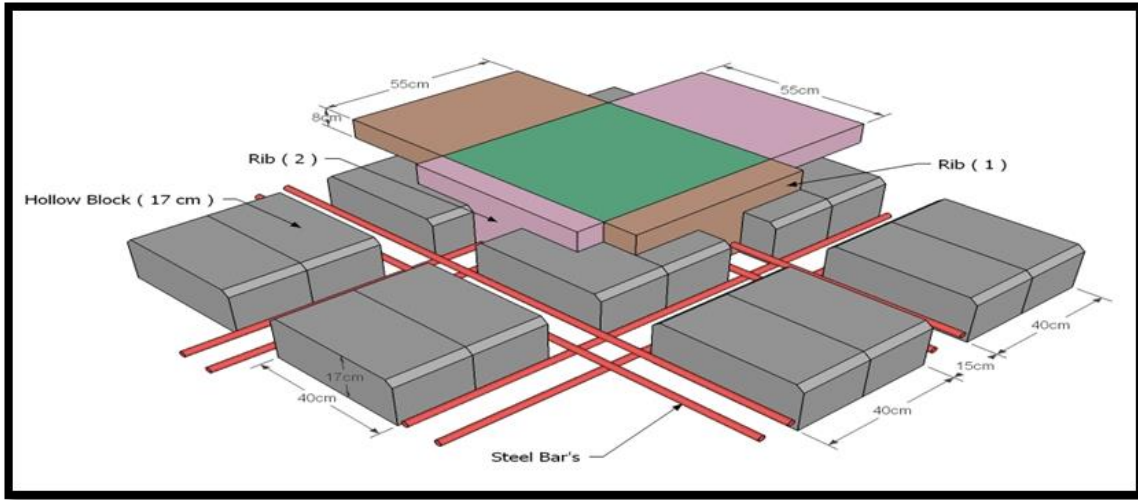 55cm
55cm
8cm
Rib ( 2 )
Rib ( 1 )
Hollow Block ( 17 cm )
17cm
40cm
40cm
15cm
40cm
Steel Bar's